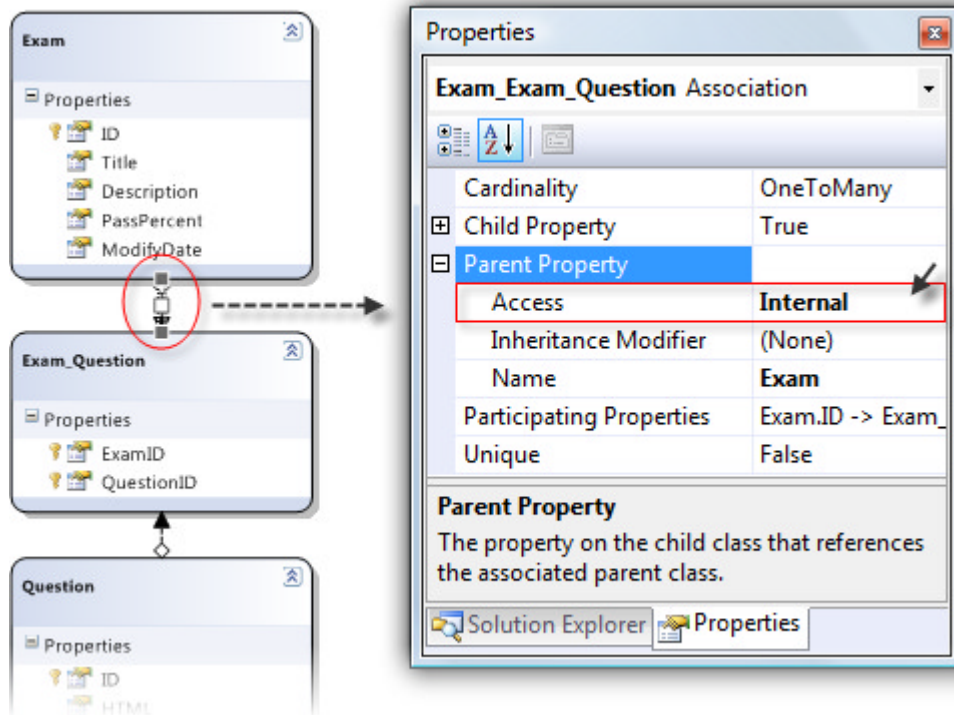 Exam
Properties
ID
Title
Description
PassPercent
ModifyDate
Exam_Question
Properties
ExamID
QuestionID
Question
Properties
ID
HTML
Properties
Exam_Exam_Question Association
Cardinality OneToMany
Child Property True
Parent Property
Access Internal
Inheritance Modifier (None)
Name Exam
Participating Properties Exam.ID -> Exam_
Unique False
Parent Property
The property on the child class that references
the associated parent class.
Solution Explorer Properties